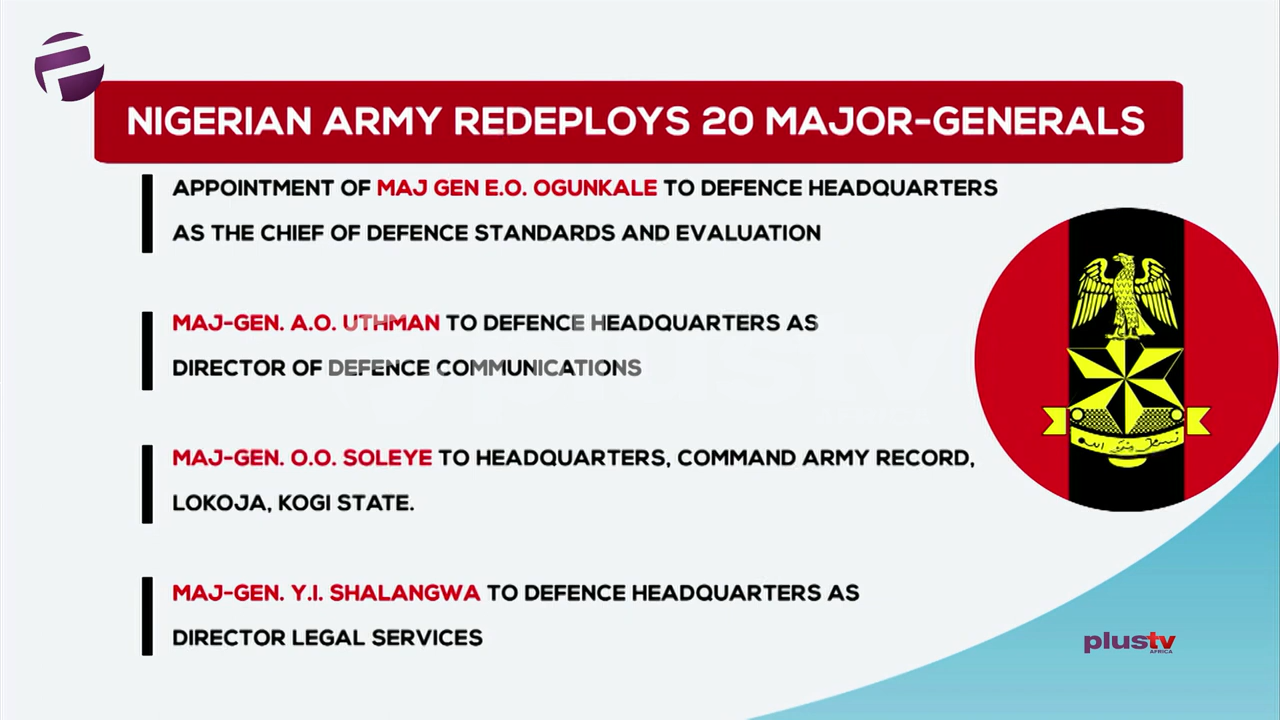 NIGERIAN ARMY REDEPLOYS 20 MAJOR-GENERALS
APPOINTMENT OF MAJ GEN E.O. OGUNKALE TO DEFENCE HEADQUARTERS
AS THE CHIEF OF DEFENCE STANDARDS AND EVALUATION
MAJ-GEN. A.O. UTHMAN TO DEFENCE HEADQUARTERS AS
DIRECTOR OF DEFENCE COMMUNICATIONS
MAJ-GEN. O.O. SOLEYE TO HEADQUARTERS, COMMAND ARMY RECORD,
LOKOJA, KOGI STATE.
MAJ-GEN. Y.I. SHALANGWA TO DEFENCE HEADQUARTERS AS
DIRECTOR LEGAL SERVICES
plustv
AFRICA